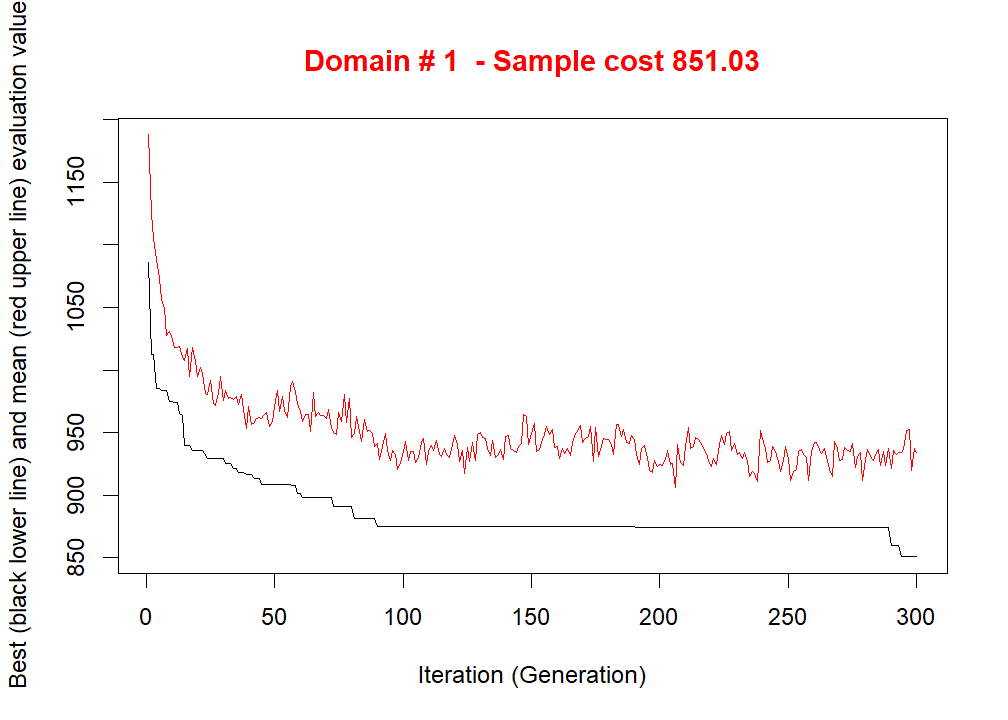 Domain # 1  - Sample cost 851.03
Best (black lower line) and mean (red upper line) evaluation value
1150
1050
950
900
850
0 50 100 150 200 250 300
Iteration (Generation)